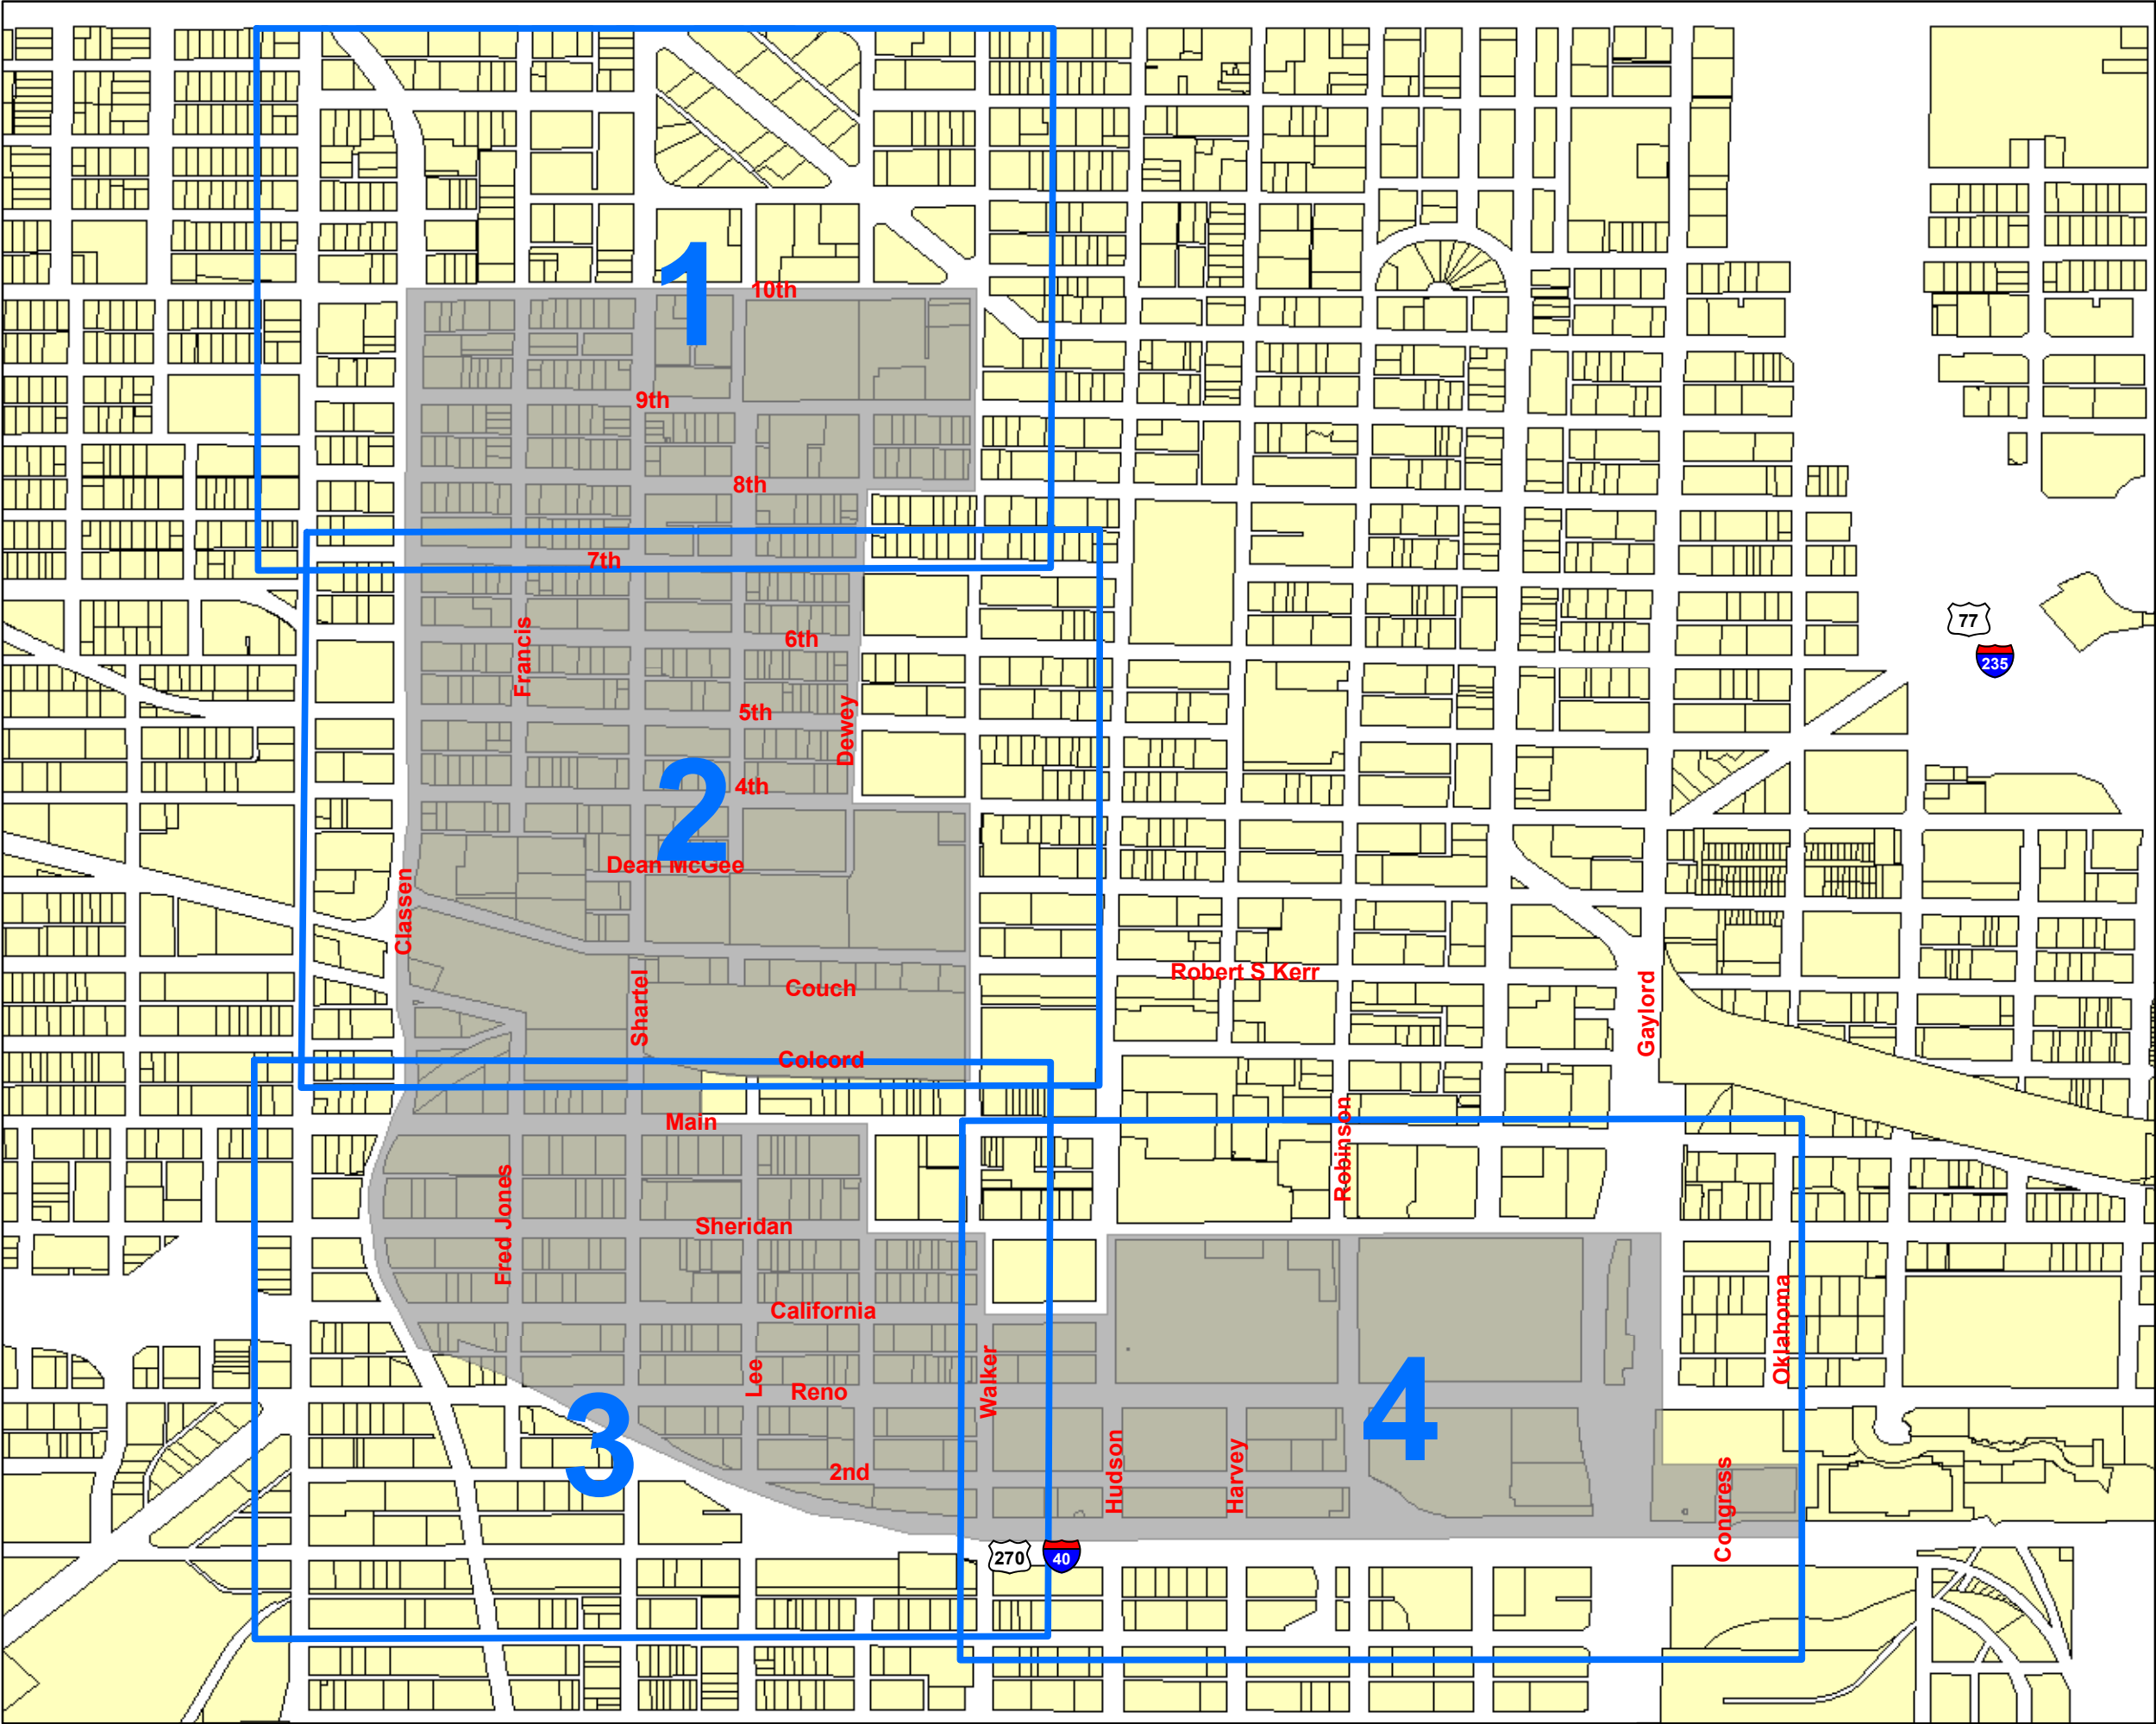 1
10th
9th
8th
7th
Francis
6th
77
235
5th
Dewey
2
4th
Dean McGee
Classen
Robert S Kerr
Couch
Shartel
Gaylord
Colcord
Main
Robinson
Fred Jones
Sheridan
California
Oklahoma
Lee
Walker
Reno
3
4
2nd
Hudson
Harvey
Congress
270
40